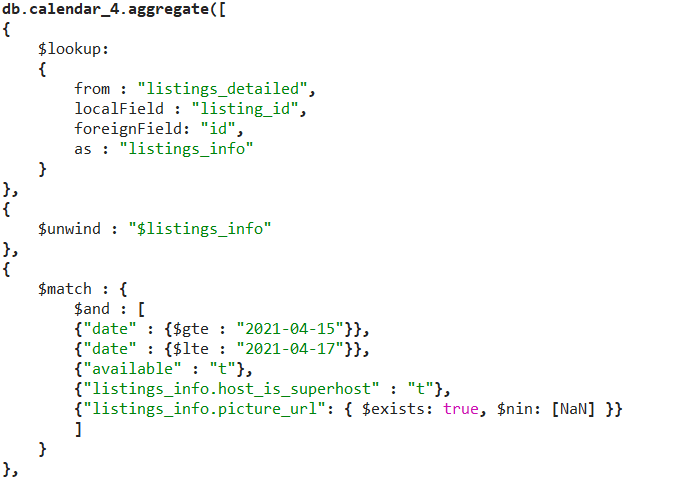 db.calendar_4.aggregate([
{
    $lookup:
    {
        from : "listings_detailed",
        localField : "listing_id",
        foreignField: "id",
        as : "listings_info"
    }
},
{
    $unwind : "$listings_info"
},
{
    $match : {
        $and : [
        {"date" : {$gte : "2021-04-15"}},
        {"date" : {$lte : "2021-04-17"}},
        {"available" : "t"},
        {"listings_info.host_is_superhost" : "t"},
        {"listings_info.picture_url": { $exists: true, $nin: [NaN] }}
        ]
    }
},